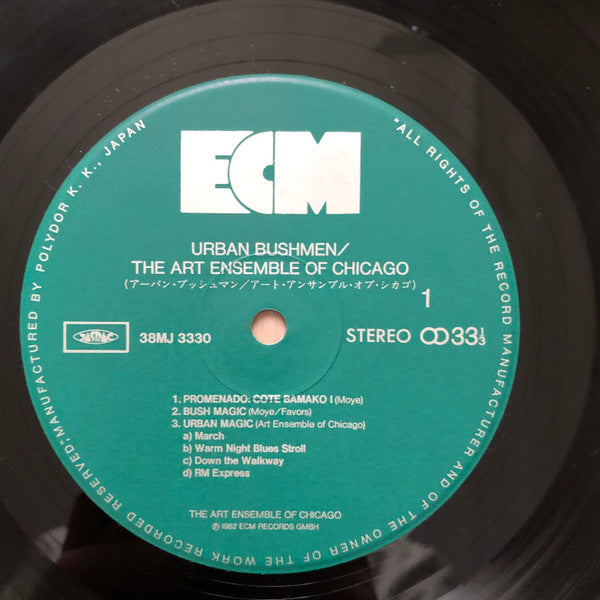 ECM
URBAN BUSHMEN/
THE ART ENSEMBLE OF CHICAGO
(アーバン・ブッシュマン/アート・アンサンブル・オブ・シカゴ)
1
JASRAC
38MJ 3330
STEREO
33 1/3
1. PROMENADO: COTE BAMAKO I (Moye)
2. BUSH MAGIC (Moye/Favors)
3. URBAN MAGIC (Art Ensemble of Chicago)
a) March
b) Warm Night Blues Stroll
c) Down the Walkway
d) RM Express
THE ART ENSEMBLE OF CHICAGO
℗ 1982 ECM RECORDS GMBH
"ALL RIGHTS OF THE RECORD MANUFACTURER AND OF THE OWNER OF THE WORK RECORDED RESERVED," MANUFACTURED BY POLYDOR K. K., JAPAN